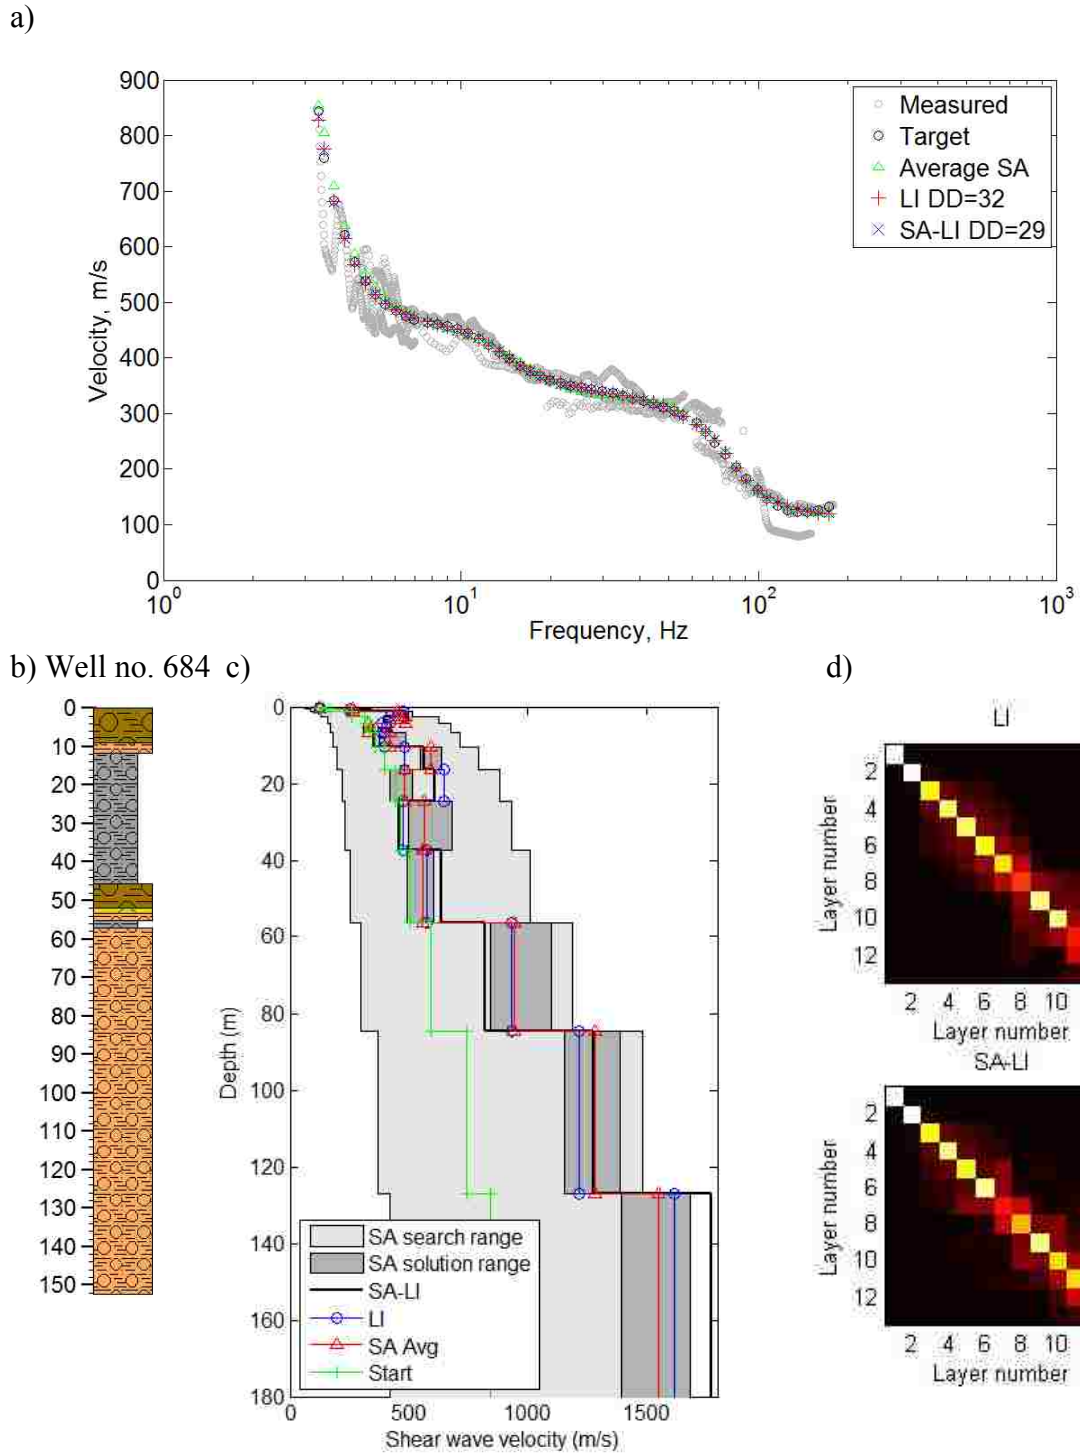 a)
900
800
700
600
500
400
300
200
100
0
Velocity, m/s
Measured
Target
Average SA
LI DD=32
SA-LI DD=29
10^0
10^1
10^2
10^3
Frequency, Hz
b) Well no. 684 c)
d)
0
10
20
30
40
50
60
70
80
90
100
110
120
130
140
150
0
20
40
60
80
100
120
140
160
180
Depth (m)
SA search range
SA solution range
SA-LI
LI
SA Avg
Start
0
500
1000
1500
Shear wave velocity (m/s)
LI
2
4
6
8
10
12
Layer number
2 4 6 8 10
Layer number
SA-LI
2
4
6
8
10
12
Layer number
2 4 6 8 10
Layer number